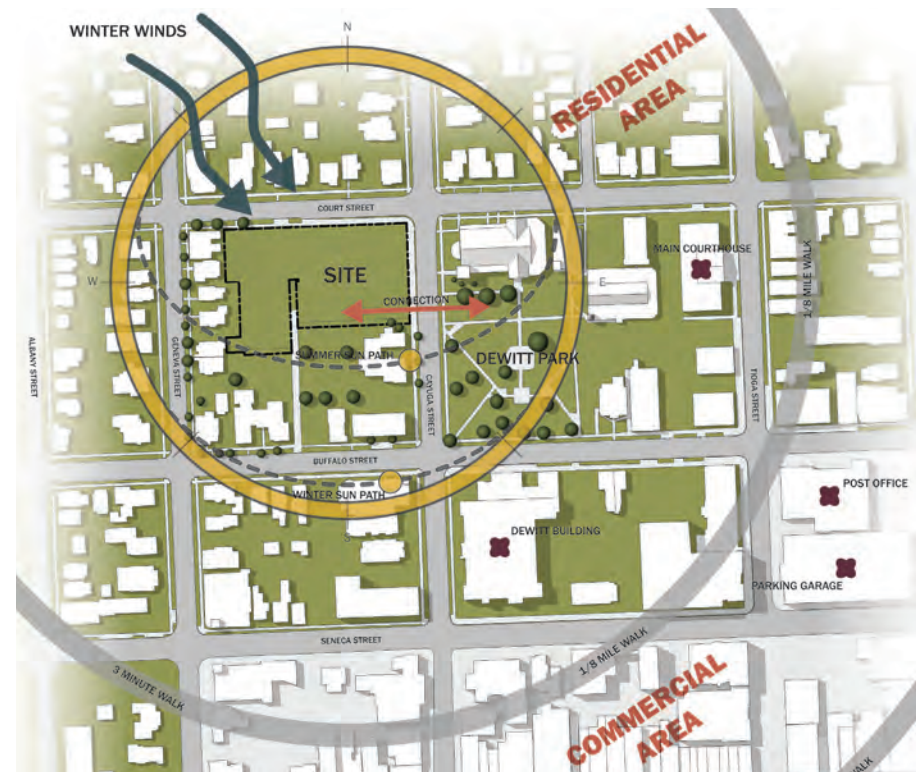 WINTER WINDS
N
RESIDENTIAL
AREA
COURT STREET
MAIN COURTHOUSE
SITE
W
E
CONNECTION
1/8 MILE WALK
ALBANY STREET
GENEVA STREET
SUMMER SUN PATH
DEWITT PARK
CAYUGA STREET
TIOGA STREET
BUFFALO STREET
WINTER SUN PATH
POST OFFICE
DEWITT BUILDING
S
PARKING GARAGE
SENECA STREET
3 MINUTE WALK
1/8 MILE WALK
COMMERCIAL
AREA
WALK